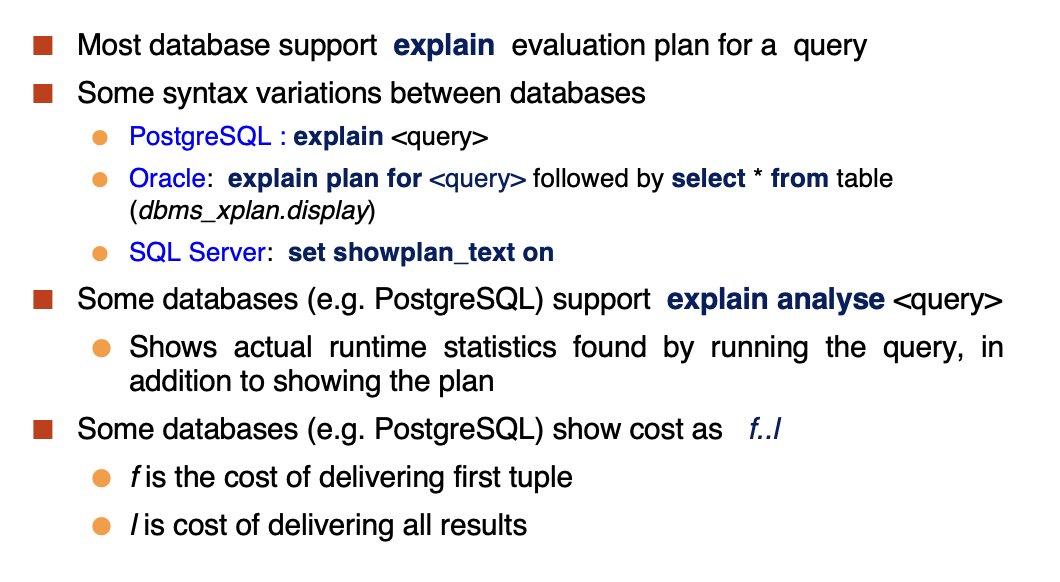 Most database support explain evaluation plan for a query
Some syntax variations between databases
PostgreSQL : explain <query>
Oracle: explain plan for <query> followed by select * from table
(dbms_xplan.display)
SQL Server: set showplan_text on
Some databases (e.g. PostgreSQL) support explain analyse <query>
Shows actual runtime statistics found by running the query, in
addition to showing the plan
Some databases (e.g. PostgreSQL) show cost as f..l
f is the cost of delivering first tuple
l is cost of delivering all results